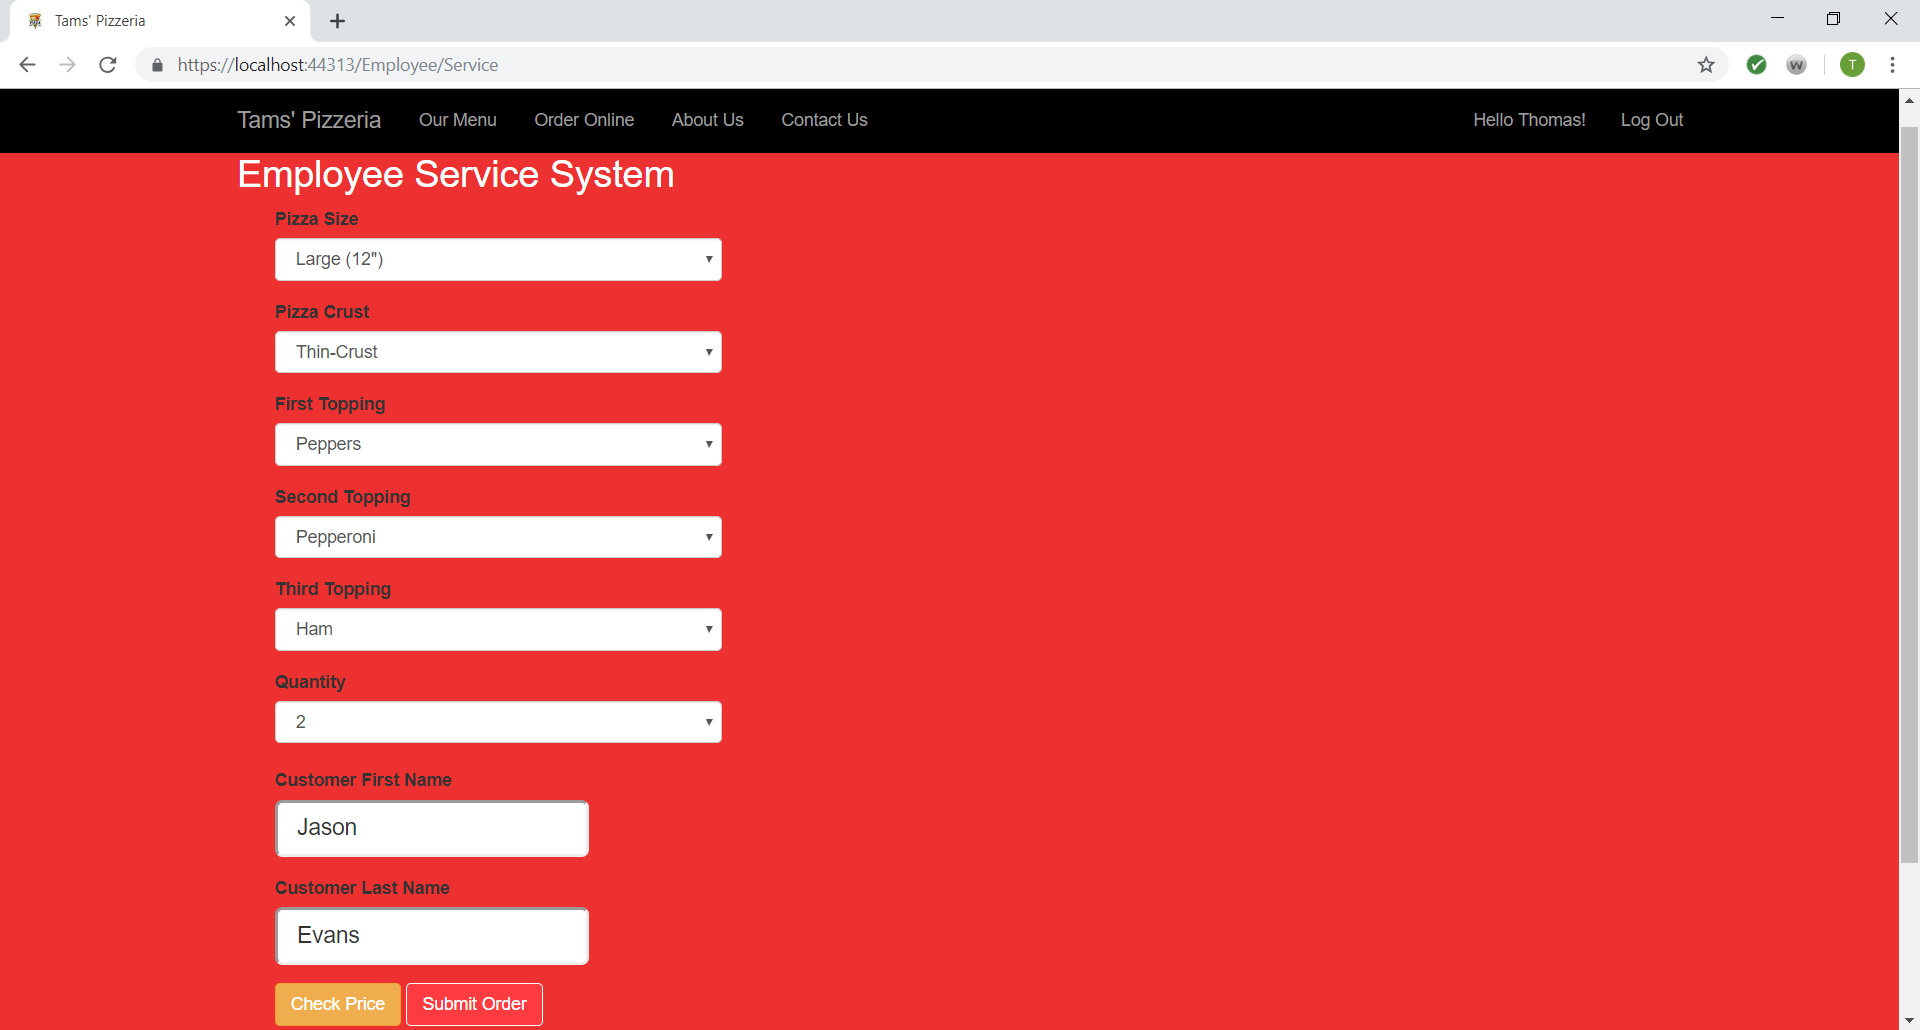 Tams' Pizzeria
https://localhost:44313/Employee/Service
W
T
Tams' Pizzeria Our Menu Order Online About Us Contact Us Hello Thomas! Log Out
Employee Service System
Pizza Size
Large (12")
Pizza Crust
Thin-Crust
First Topping
Peppers
Second Topping
Pepperoni
Third Topping
Ham
Quantity
2
Customer First Name
Jason
Customer Last Name
Evans
Check Price Submit Order